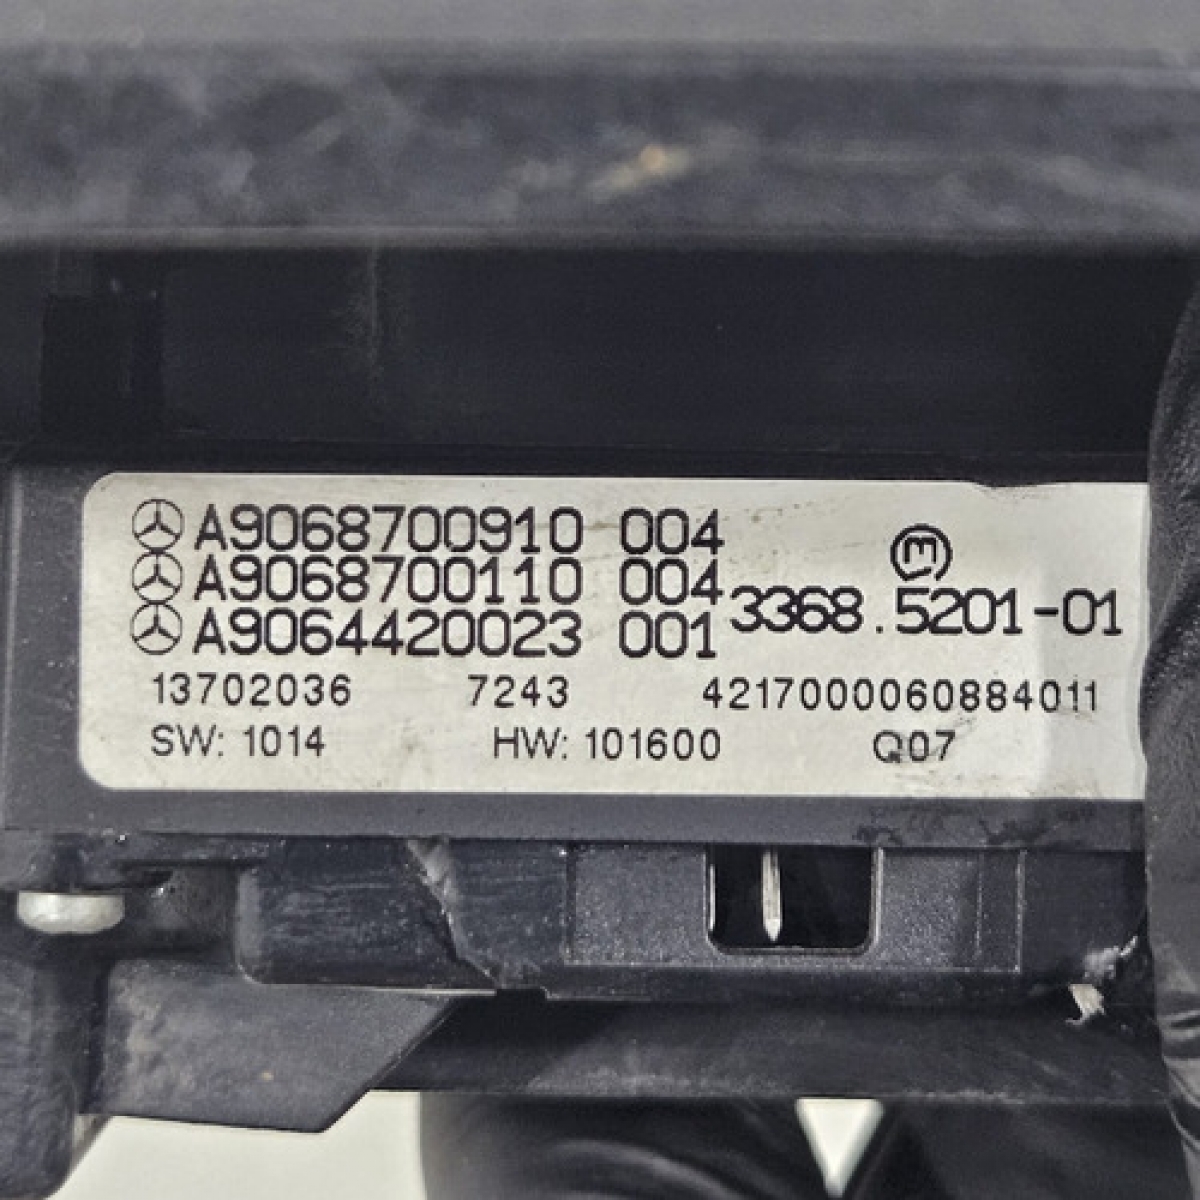 A9068700910 004
A9068700110 004
A9064420023 001
E
3368.5201-01
13702036 7243 4217000060884011
SW: 1014 HW: 101600 Q07